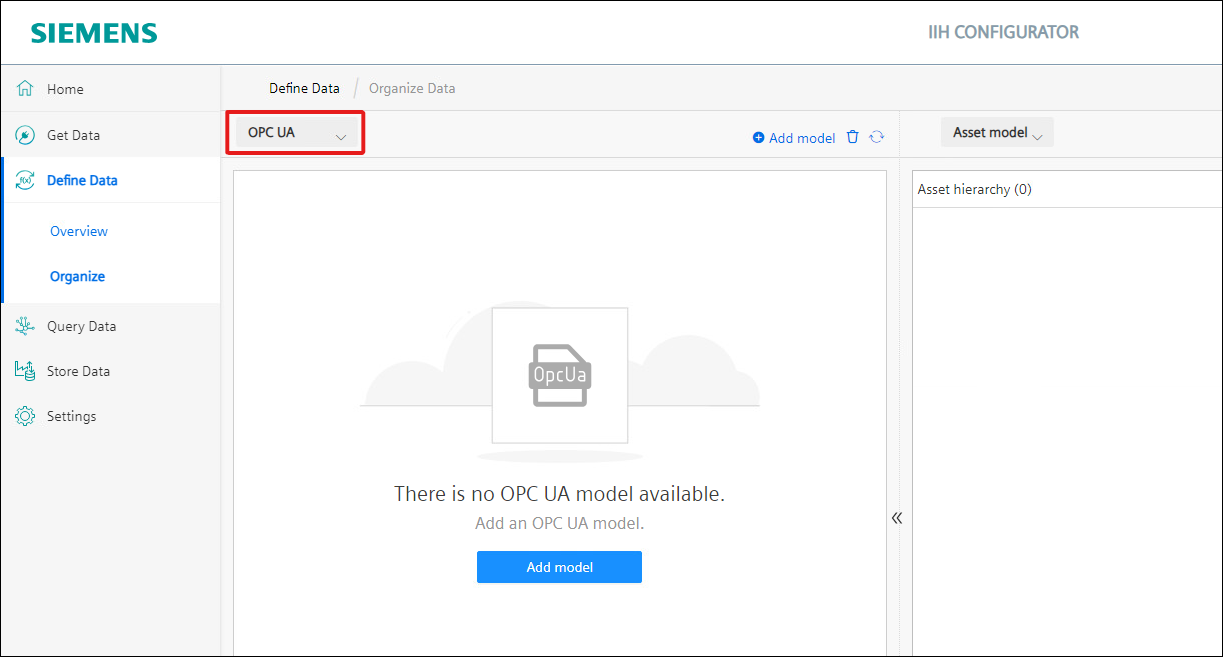 SIEMENS
IIH CONFIGURATOR
Home
Get Data
Define Data
Overview
Organize
Query Data
Store Data
Settings
Define Data / Organize Data
OPC UA
Add model
Asset model
Asset hierarchy (0)
OpcUa
There is no OPC UA model available.
Add an OPC UA model.
Add model
f(x)